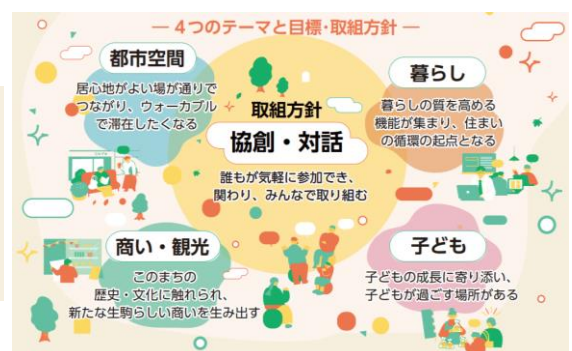 ― 4つのテーマと目標・取組方針 ―
都市空間
居心地がよい場が通りで
つながり、ウォーカブル
で滞在したくなる
取組方針
協創・対話
誰もが気軽に参加でき、
関わり、みんなで取り組む
暮らし
暮らしの質を高める
機能が集まり、住まい
の循環の起点となる
商い・観光
このまちの
歴史・文化に触れられ、
新たな生駒らしい商いを生み出す
子ども
子どもの成長に寄り添い、
子どもが過ごす場所がある